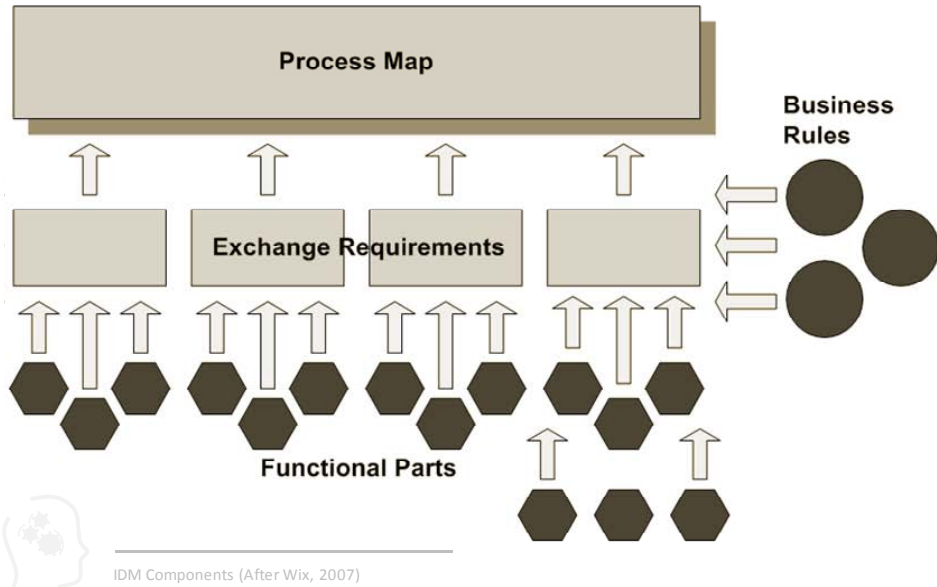 Process Map
Business
Rules
Exchange Requirements
Functional Parts
IDM Components (After Wix, 2007)